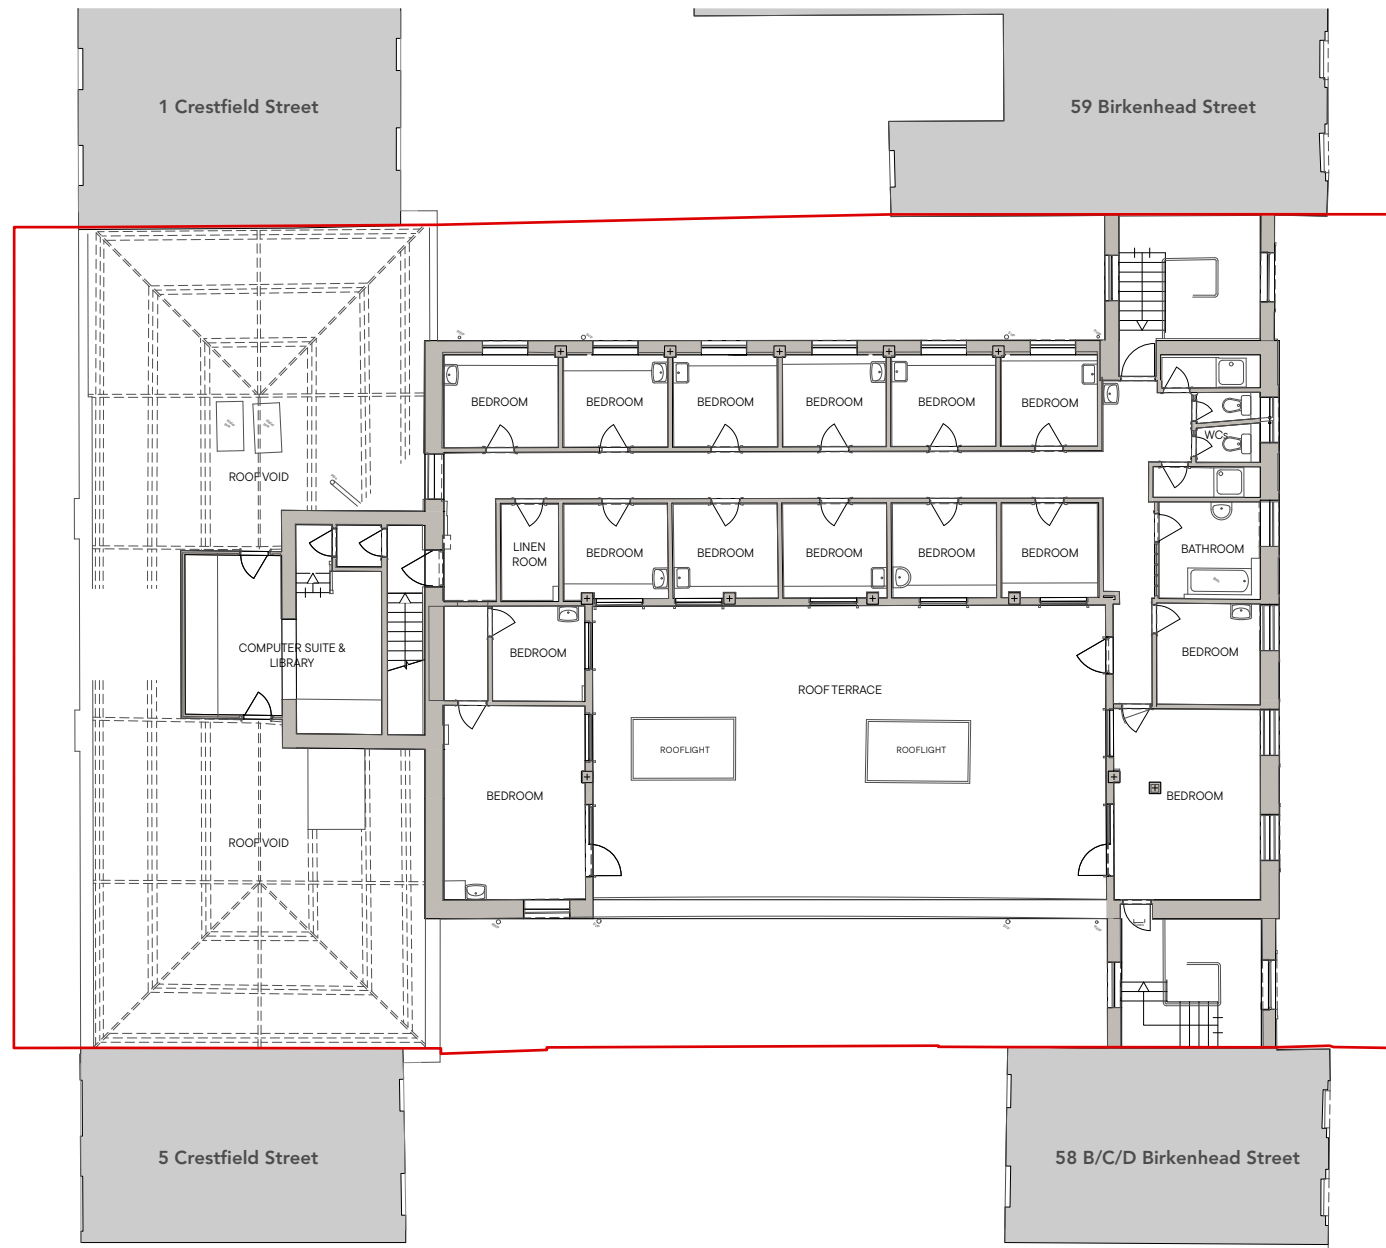 1 Crestfield Street
59 Birkenhead Street
BEDROOM
BEDROOM
BEDROOM
BEDROOM
BEDROOM
BEDROOM
WCs
ROOF VOID
LINEN
ROOM
BEDROOM
BEDROOM
BEDROOM
BEDROOM
BEDROOM
BATHROOM
COMPUTER SUITE &
LIBRARY
BEDROOM
BEDROOM
ROOF TERRACE
ROOFLIGHT
ROOFLIGHT
BEDROOM
BEDROOM
ROOF VOID
5 Crestfield Street
58 B/C/D Birkenhead Street